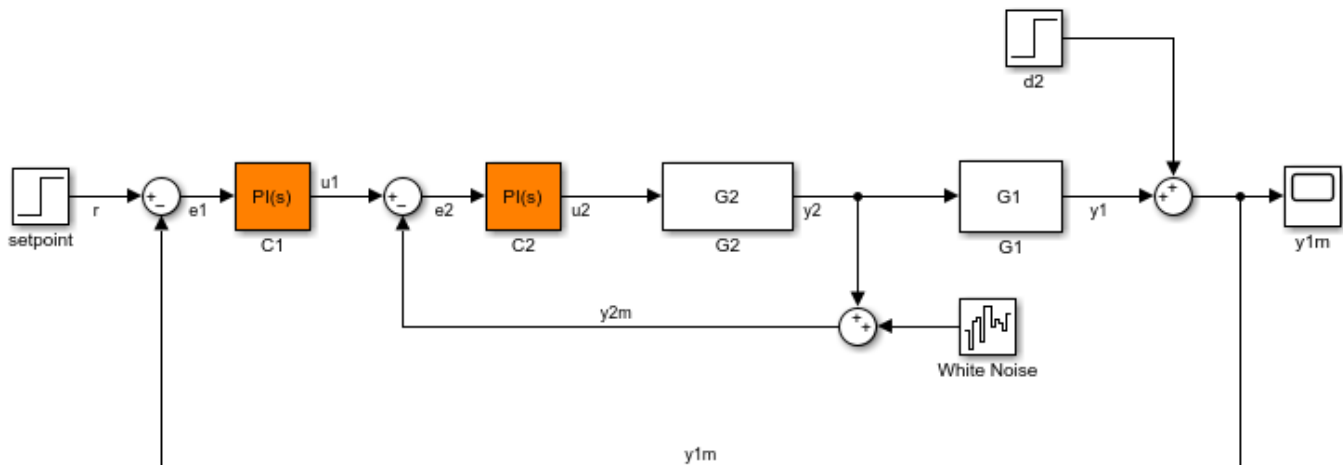 d2
PI(s)
u1
PI(s)
G2
G1
r
e1
e2
u2
y2
y1
setpoint
C1
C2
G2
G1
y1m
y2m
White Noise
y1m